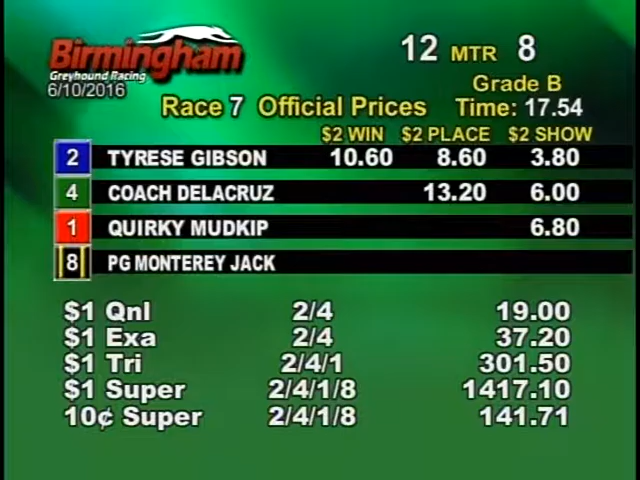 Birmingham
Greyhound Racing
6/10/2016
12 MTR 8
Grade B
Race 7 Official Prices Time: 17.54
$2 WIN $2 PLACE $2 SHOW
2 TYRESE GIBSON 10.60 8.60 3.80
4 COACH DELACRUZ 13.20 6.00
1 QUIRKY MUDKIP 6.80
8 PG MONTEREY JACK
$1 Qnl 2/4 19.00
$1 Exa 2/4 37.20
$1 Tri 2/4/1 301.50
$1 Super 2/4/1/8 1417.10
10¢ Super 2/4/1/8 141.71